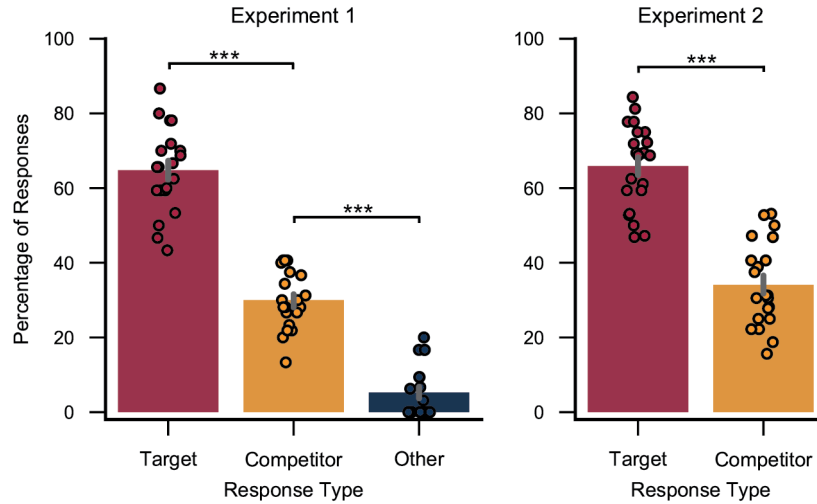 Experiment 1
Experiment 2
Percentage of Responses
100
80
60
40
20
0
***
***
Target
Competitor
Other
Response Type
100
80
60
40
20
0
***
Target
Competitor
Response Type